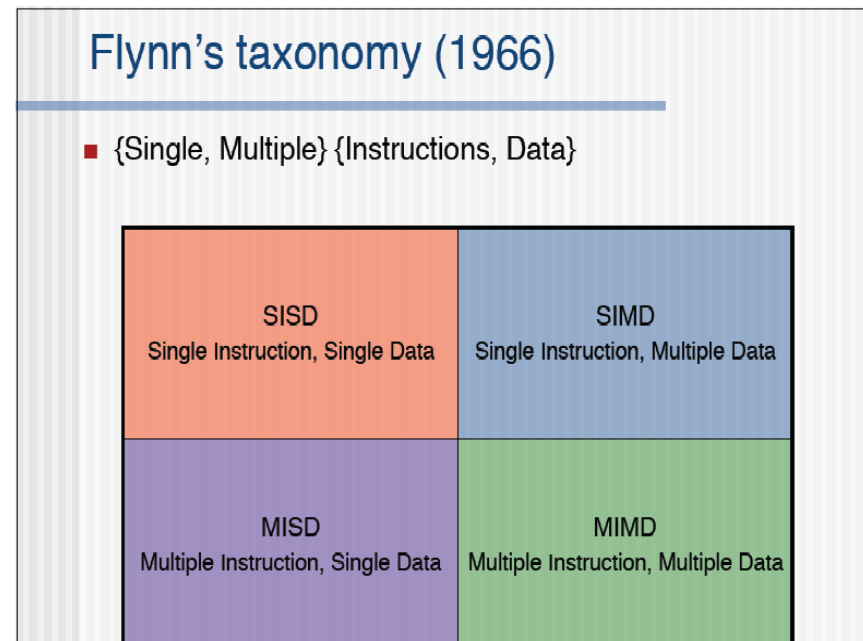 Flynn's taxonomy (1966)
{Single, Multiple} {Instructions, Data}
SISD
Single Instruction, Single Data
SIMD
Single Instruction, Multiple Data
MISD
Multiple Instruction, Single Data
MIMD
Multiple Instruction, Multiple Data